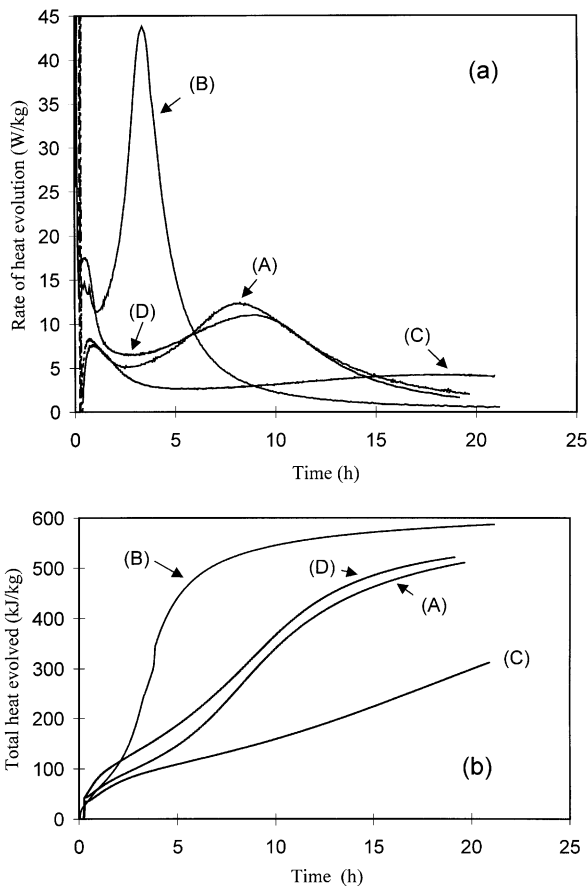 45
40
35
30
25
20
15
10
5
0
Rate of heat evolution (W/kg)
(a)
(B)
(A)
(D)
(C)
0 5 10 15 20 25
Time (h)
600
500
400
300
200
100
0
Total heat evolved (kJ/kg)
(B)
(D)
(A)
(C)
(b)
0 5 10 15 20 25
Time (h)